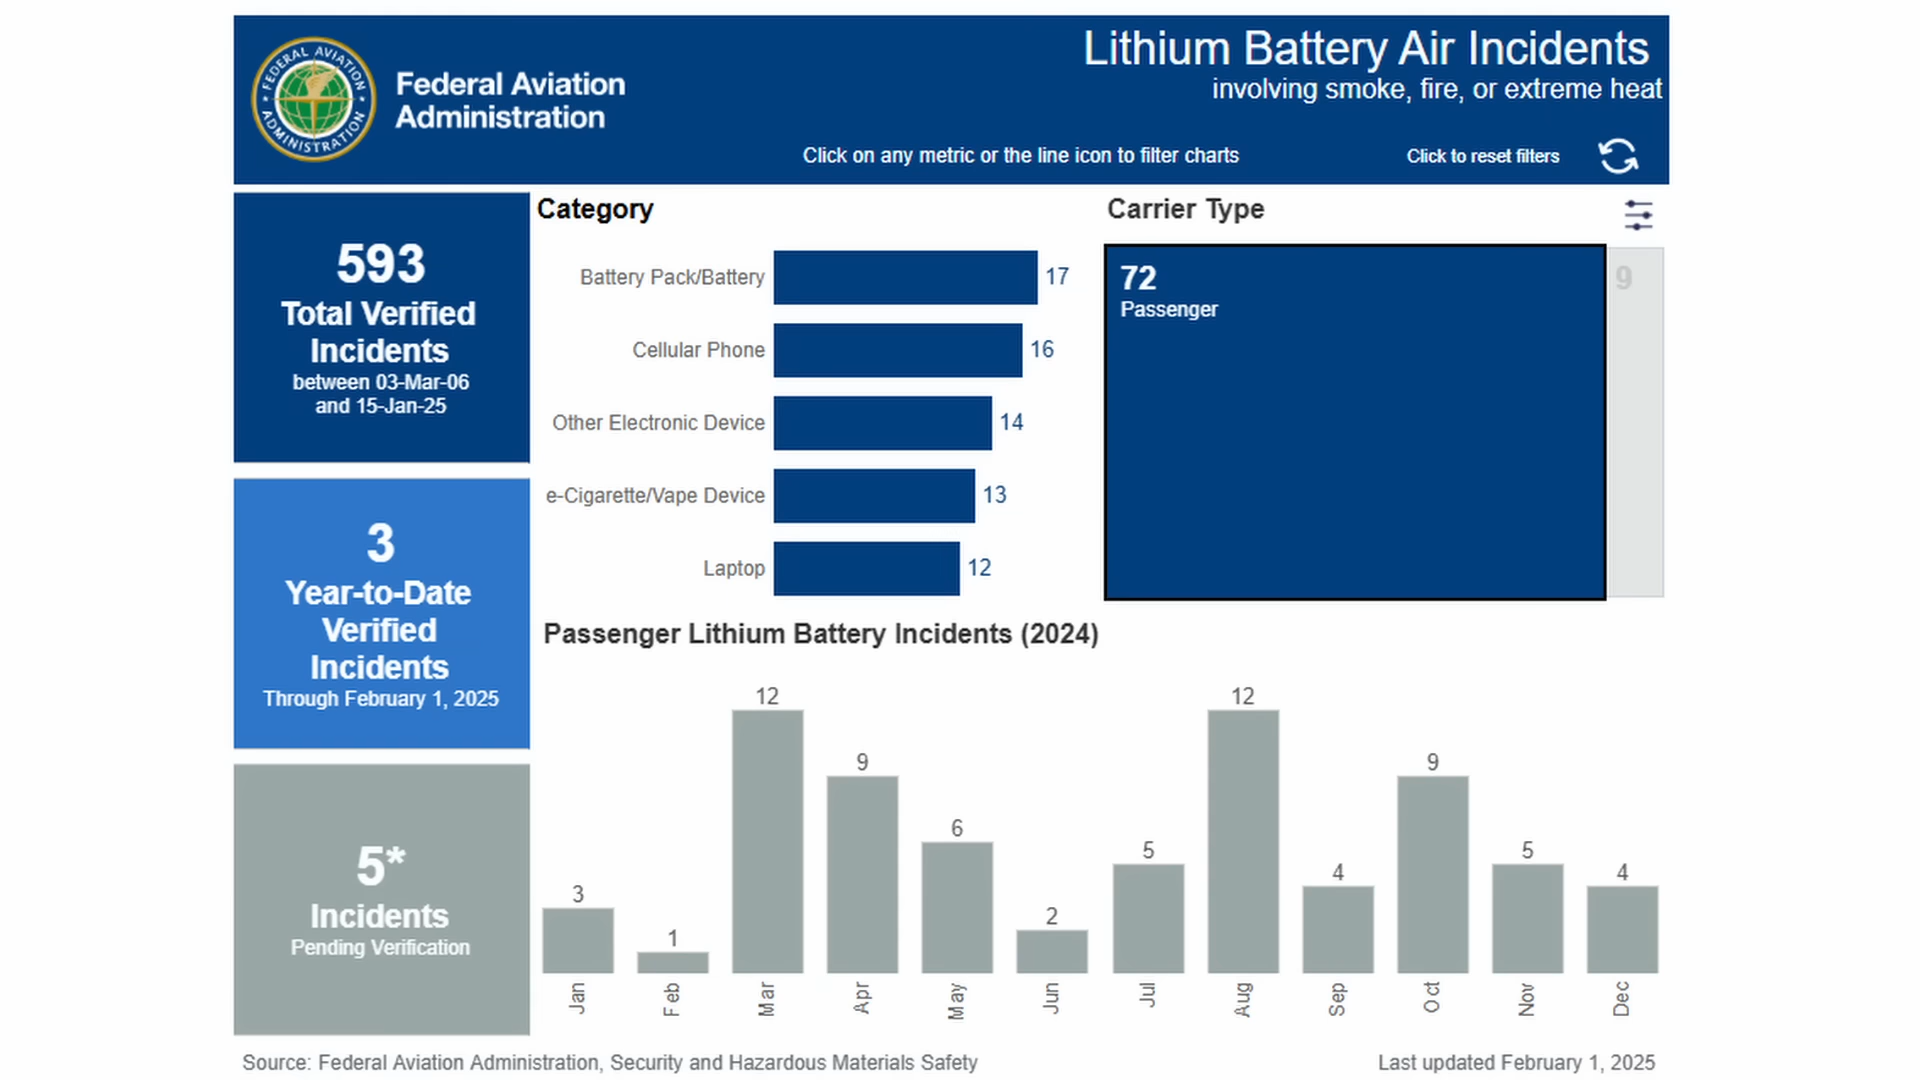 FEDERAL AVIATION
ADMINISTRATION
Federal Aviation
Administration
Lithium Battery Air Incidents
involving smoke, fire, or extreme heat
Click on any metric or the line icon to filter charts
Click to reset filters
593
Total Verified
Incidents
between 03-Mar-06
and 15-Jan-25
3
Year-to-Date
Verified
Incidents
Through February 1, 2025
5*
Incidents
Pending Verification
Category
Battery Pack/Battery 17
Cellular Phone 16
Other Electronic Device 14
e-Cigarette/Vape Device 13
Laptop 12
Carrier Type
72
Passenger
9
Passenger Lithium Battery Incidents (2024)
3 1 12 9 6 2 5 12 4 9 5 4
Jan Feb Mar Apr May Jun Jul Aug Sep Oct Nov Dec
Source: Federal Aviation Administration, Security and Hazardous Materials Safety
Last updated February 1, 2025